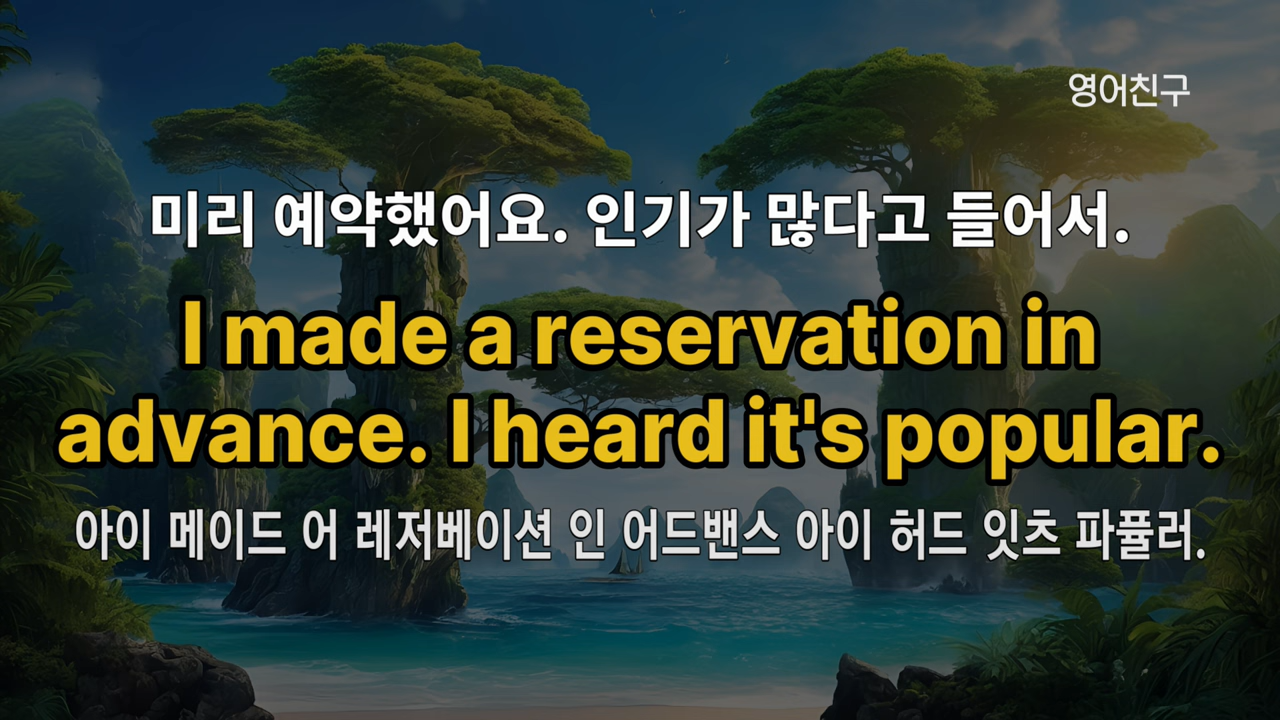 영어친구
미리 예약했어요. 인기가 많다고 들어서.
I made a reservation in
advance. I heard it's popular.
아이 메이드 어 레저베이션 인 어드밴스 아이 허드 잇츠 파퓰러.